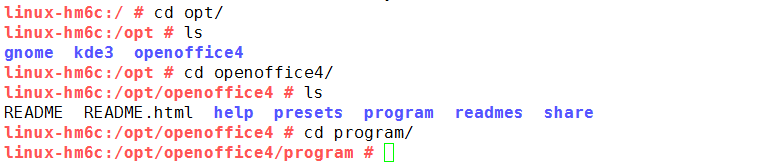 linux-hm6c:/ # cd opt/
linux-hm6c:/opt # ls
gnome  kde3  openoffice4
linux-hm6c:/opt # cd openoffice4/
linux-hm6c:/opt/openoffice4 # ls
README  README.html  help  presets  program  readmes  share
linux-hm6c:/opt/openoffice4 # cd program/
linux-hm6c:/opt/openoffice4/program #